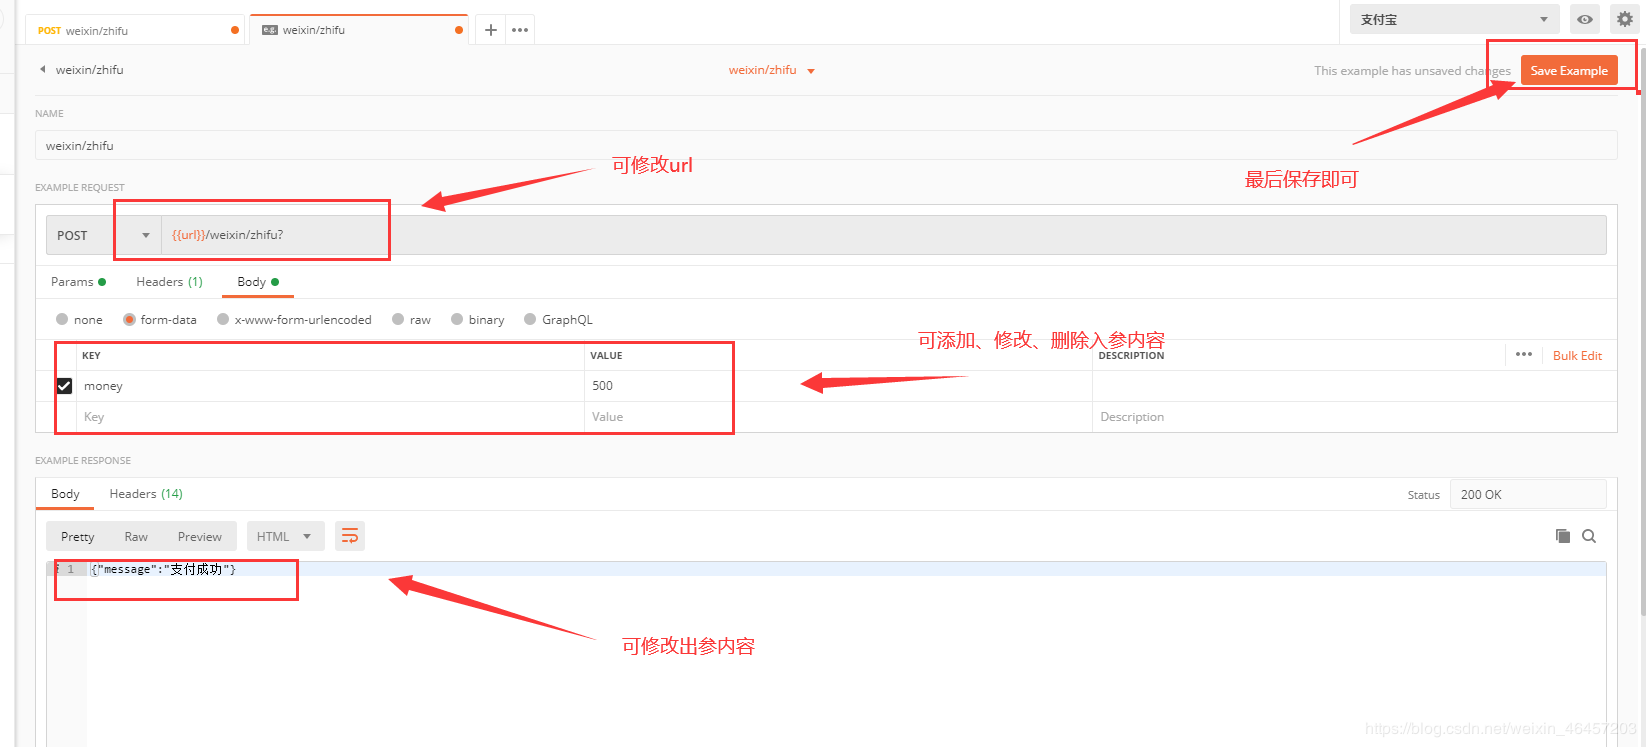 POST weixin/zhifu
e.g. weixin/zhifu
支付宝
weixin/zhifu
weixin/zhifu
This example has unsaved changes
Save Example
NAME
weixin/zhifu
可修改url
最后保存即可
EXAMPLE REQUEST
POST
{{url}}/weixin/zhifu?
Params
Headers (1)
Body
none
form-data
x-www-form-urlencoded
raw
binary
GraphQL
可添加、修改、删除入参内容
KEY
VALUE
DESCRIPTION
Bulk Edit
money
500
Key
Value
Description
EXAMPLE RESPONSE
Body
Headers (14)
Status
200 OK
Pretty
Raw
Preview
HTML
1
{"message":"支付成功"}
可修改出参内容
https://blog.csdn.net/weixin_46457203